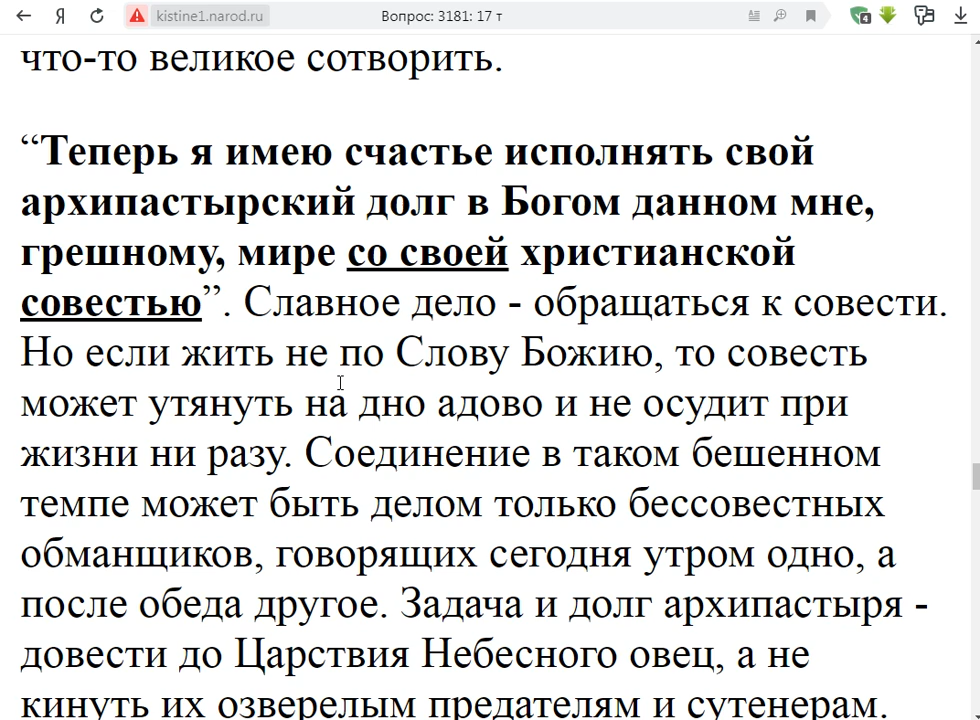 kistine1.narod.ru
Вопрос: 3181: 17 т
4
что-то великое сотворить.
“Теперь я имею счастье исполнять свой
архипастырский долг в Богом данном мне,
грешному, мире со своей христианской
совестью”. Славное дело - обращаться к совести.
Но если жить не по Слову Божию, то совесть
может утянуть на дно адово и не осудит при
жизни ни разу. Соединение в таком бешенном
темпе может быть делом только бессовестных
обманщиков, говорящих сегодня утром одно, а
после обеда другое. Задача и долг архипастыря -
довести до Царствия Небесного овец, а не
кинуть их озверелым предателям и сутенерам.